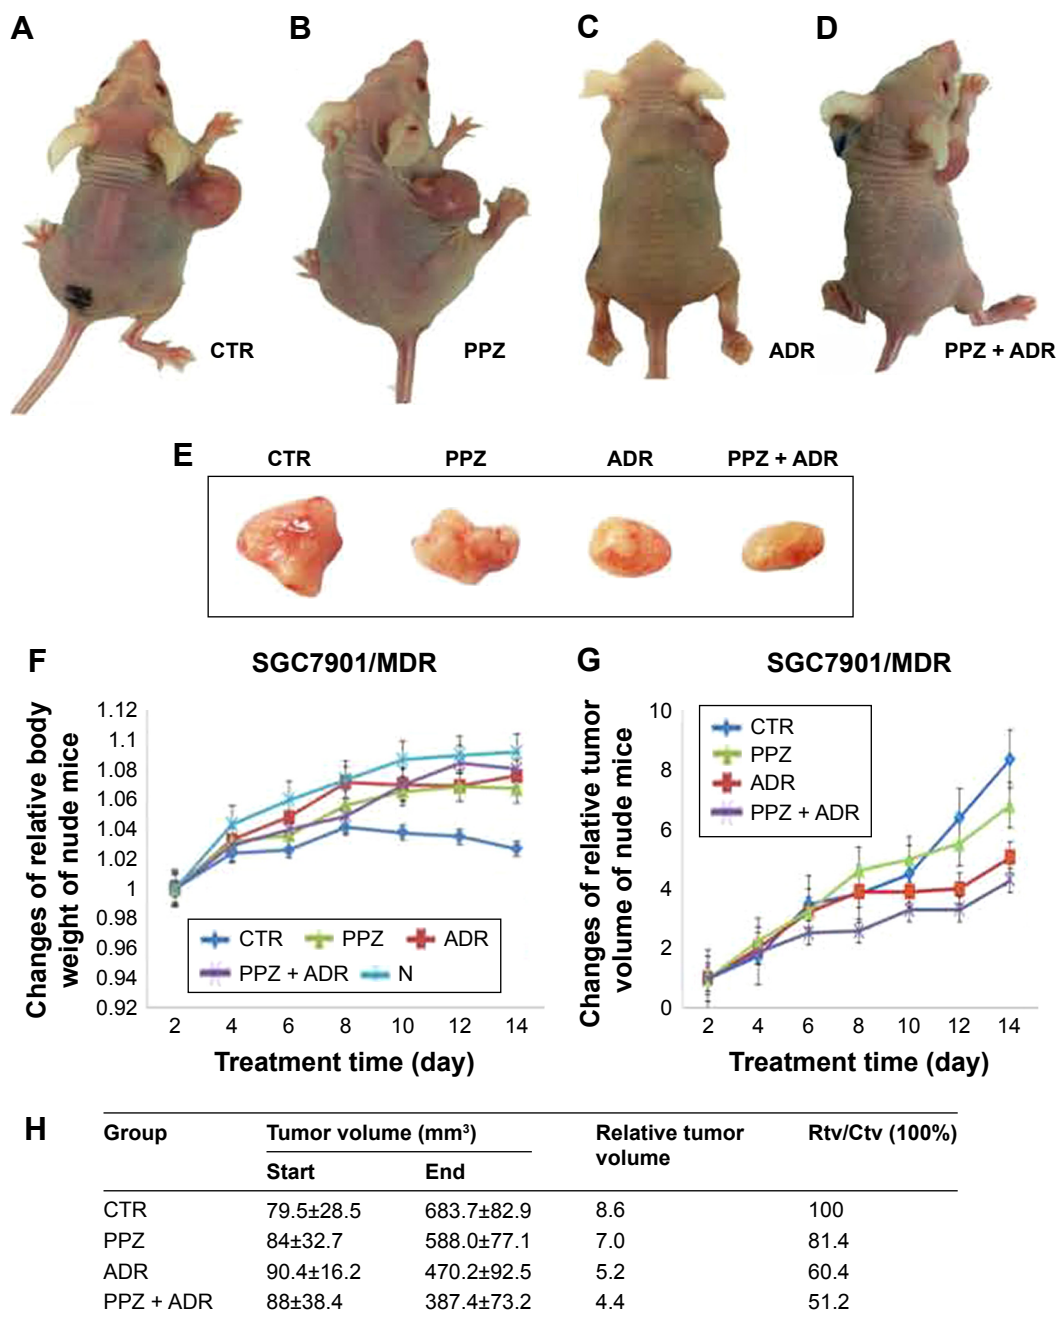 A B C D
CTR PPZ ADR PPZ + ADR
E CTR PPZ ADR PPZ + ADR
F SGC7901/MDR
Changes of relative body
weight of nude mice
1.12
1.1
1.08
1.06
1.04
1.02
1
0.98
0.96
0.94
0.92
CTR PPZ ADR
PPZ + ADR N
2 4 6 8 10 12 14
Treatment time (day)
G SGC7901/MDR
Changes of relative tumor
volume of nude mice
10
8
6
4
2
0
CTR
PPZ
ADR
PPZ + ADR
2 4 6 8 10 12 14
Treatment time (day)
H Group Tumor volume (mm³) Relative tumor Rtv/Ctv (100%)
volume
Start End
CTR 79.5±28.5 683.7±82.9 8.6 100
PPZ 84±32.7 588.0±77.1 7.0 81.4
ADR 90.4±16.2 470.2±92.5 5.2 60.4
PPZ + ADR 88±38.4 387.4±73.2 4.4 51.2